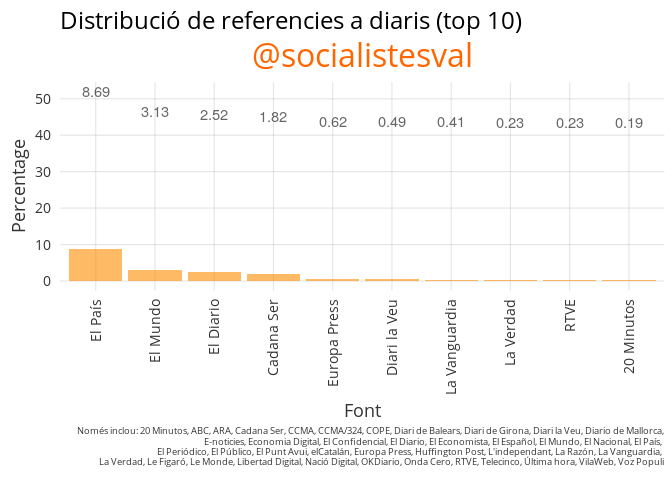 Distribució de referencies a diaris (top 10)
@socialistesval
8.69
3.13
2.52
1.82
0.62
0.49
0.41
0.23
0.23
0.19
Percentage
50
40
30
20
10
0
El País
El Mundo
El Diario
Cadana Ser
Europa Press
Diari la Veu
La Vanguardia
La Verdad
RTVE
20 Minutos
Font
Només inclou: 20 Minutos, ABC, ARA, Cadana Ser, CCMA, CCMA/324, COPE, Diari de Balears, Diari de Girona, Diari la Veu, Diario de Mallorca,
E-noticies, Economia Digital, El Confidencial, El Diario, El Economista, El Español, El Mundo, El Nacional, El País,
El Periódico, El Público, El Punt Avui, elCatalán, Europa Press, Huffington Post, L'independant, La Razón, La Vanguardia,
La Verdad, Le Figaró, Le Monde, Libertad Digital, Nació Digital, OKDiario, Onda Cero, RTVE, Telecinco, Última hora, VilaWeb, Voz Populi